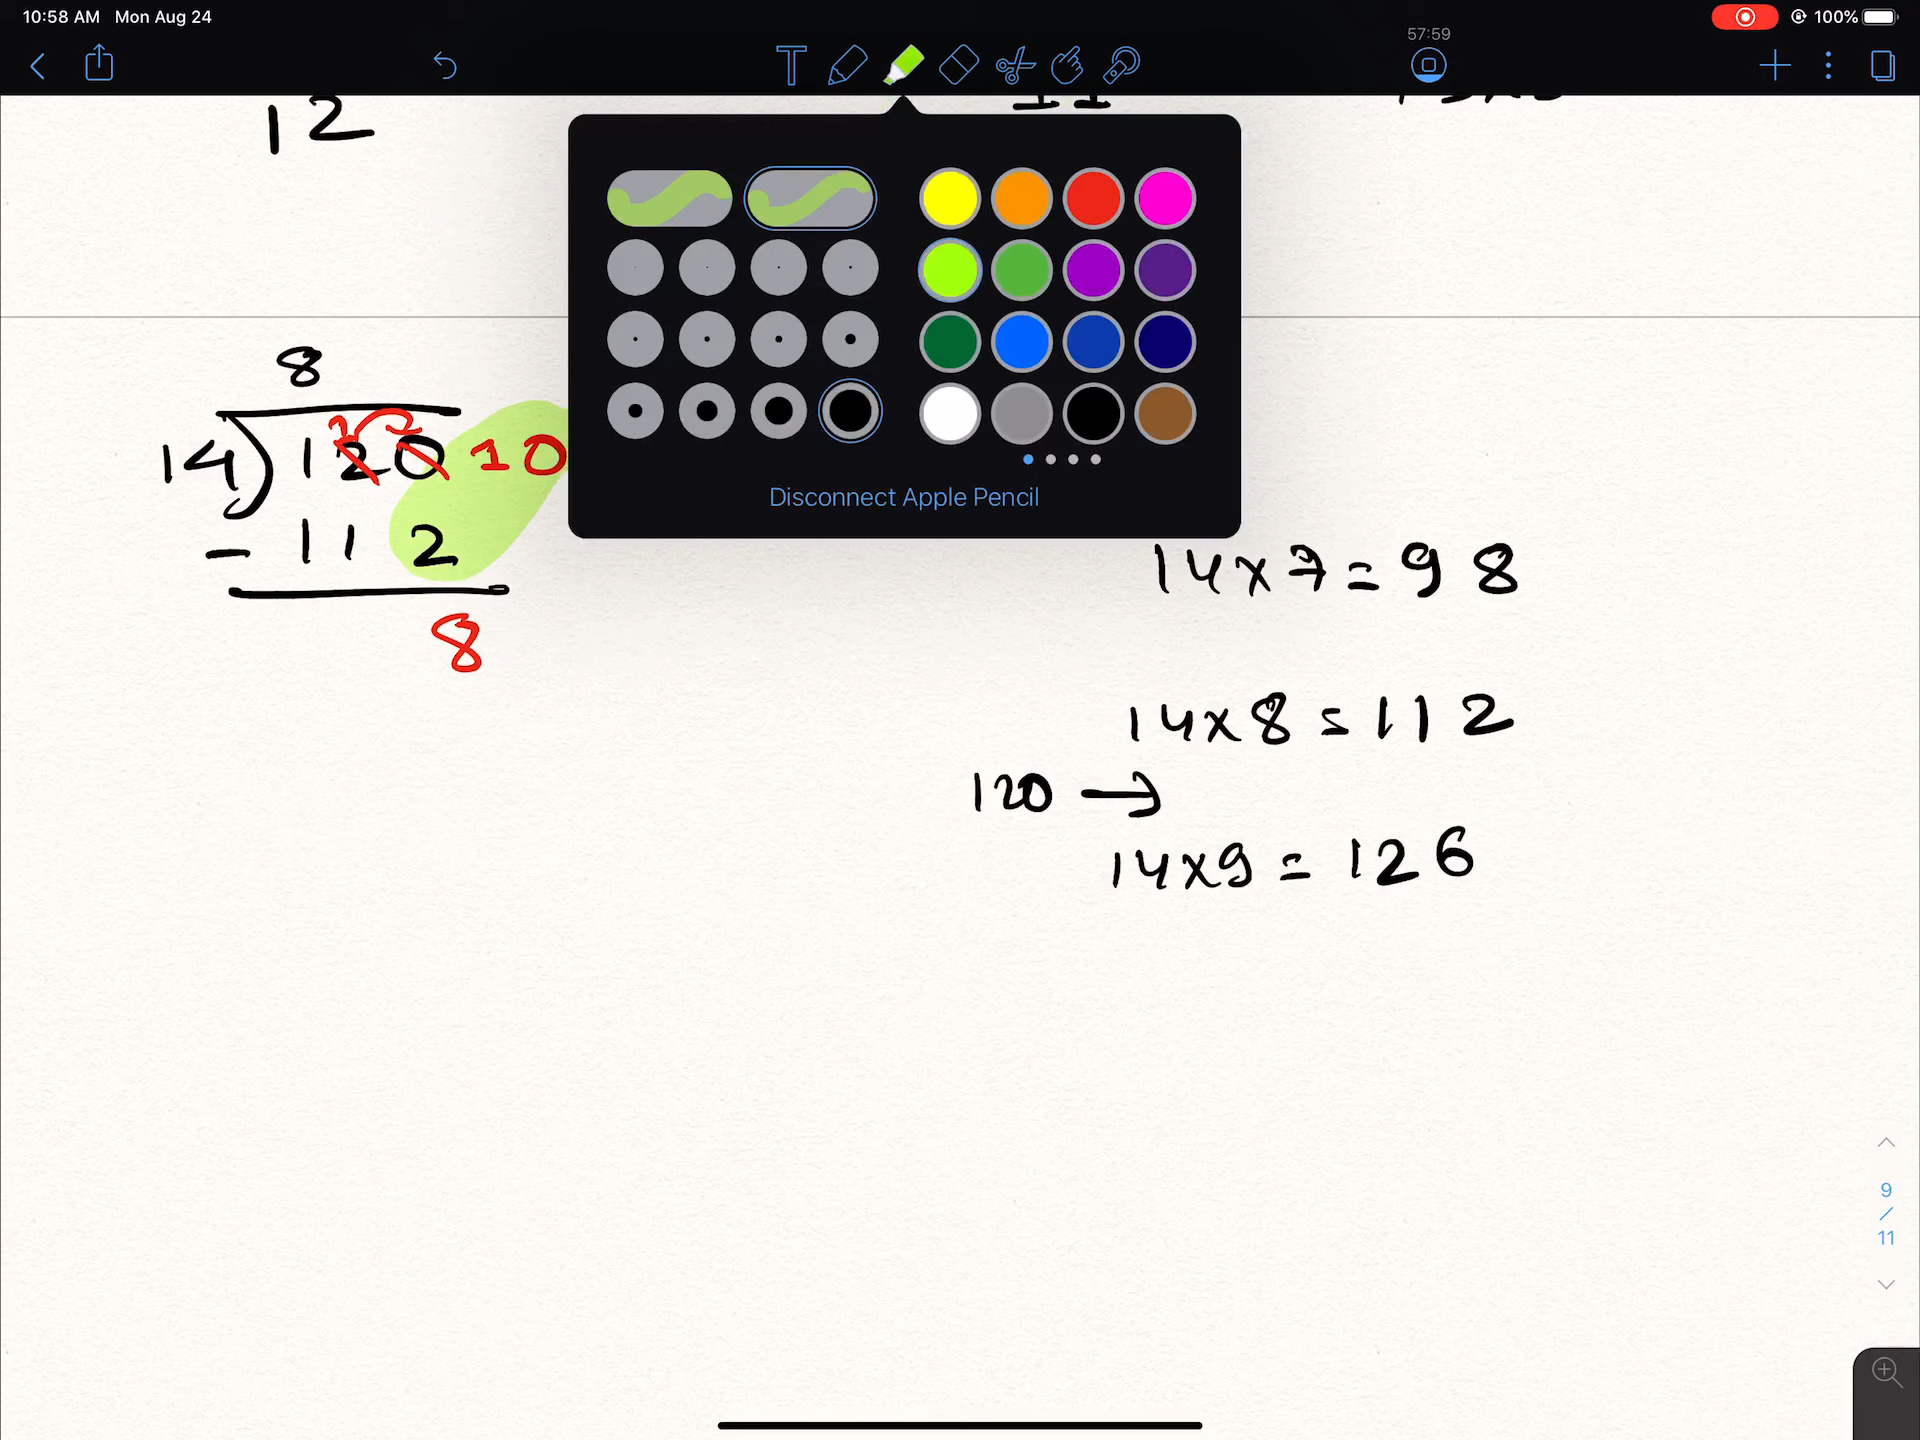 10:58 AM Mon Aug 24
100%
57:59
12
11
Disconnect Apple Pencil
8
14)120 10
- 112
8
14x7=98
14x8=112
120 →
14x9=126
9
/
11